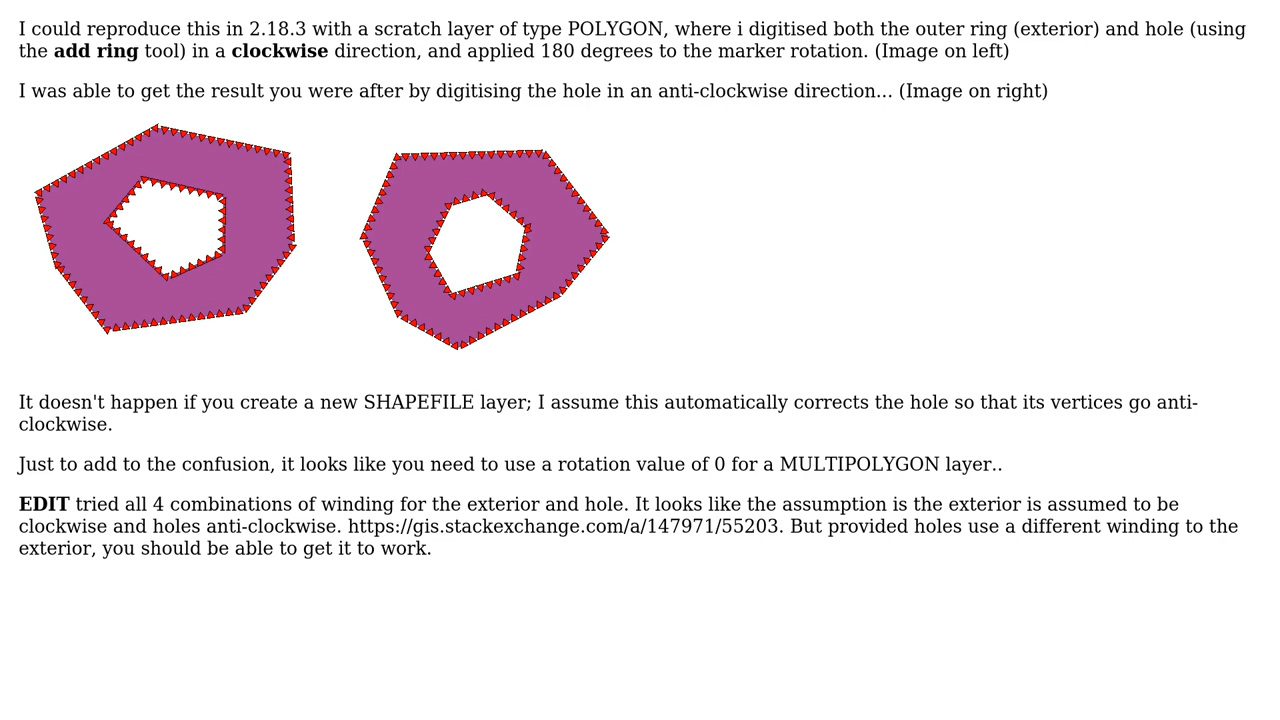 I could reproduce this in 2.18.3 with a scratch layer of type POLYGON, where i digitised both the outer ring (exterior) and hole (using
the add ring tool) in a clockwise direction, and applied 180 degrees to the marker rotation. (Image on left)
I was able to get the result you were after by digitising the hole in an anti-clockwise direction... (Image on right)
It doesn't happen if you create a new SHAPEFILE layer; I assume this automatically corrects the hole so that its vertices go anti-
clockwise.
Just to add to the confusion, it looks like you need to use a rotation value of 0 for a MULTIPOLYGON layer..
EDIT tried all 4 combinations of winding for the exterior and hole. It looks like the assumption is the exterior is assumed to be
clockwise and holes anti-clockwise. https://gis.stackexchange.com/a/147971/55203. But provided holes use a different winding to the
exterior, you should be able to get it to work.